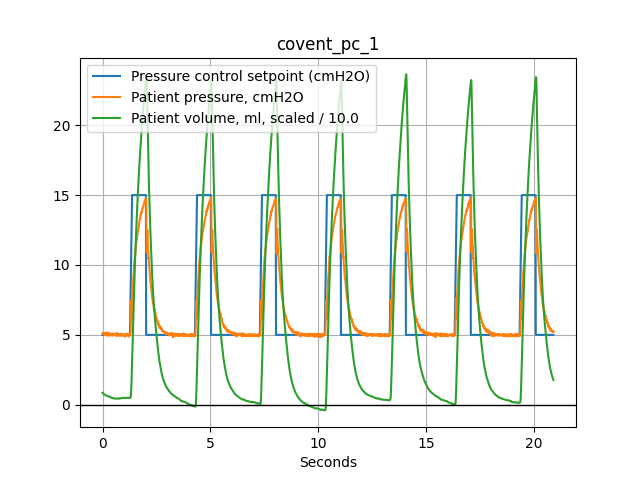 covent_pc_1
Pressure control setpoint (cmH2O)
Patient pressure, cmH2O
Patient volume, ml, scaled / 10.0
20
15
10
5
0
0 5 10 15 20
Seconds